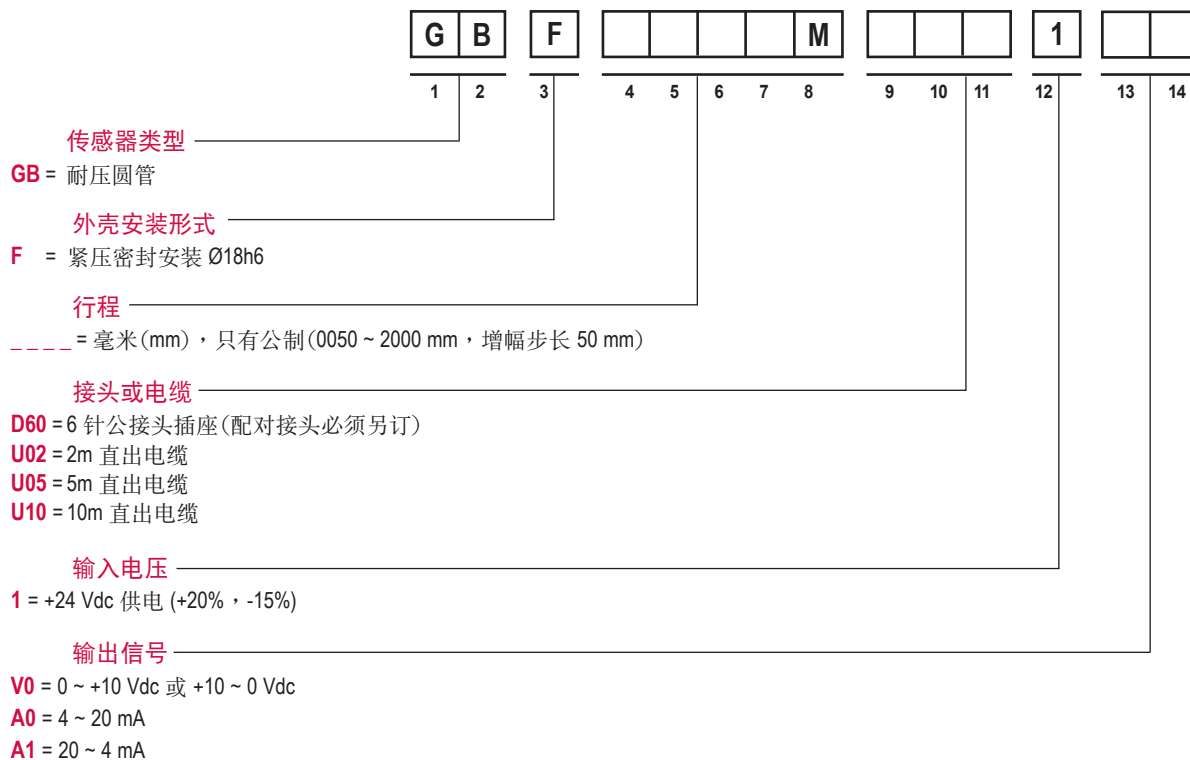 G B F M 1
1 2 3 4 5 6 7 8 9 10 11 12 13 14
传感器类型
GB = 耐压圆管
外壳安装形式
F = 紧压密封安装 Ø18h6
行程
_ _ _ _ = 毫米(mm)，只有公制(0050 ~ 2000 mm，增幅步长 50 mm)
接头或电缆
D60 = 6 针公接头插座(配对接头必须另订)
U02 = 2m 直出电缆
U05 = 5m 直出电缆
U10 = 10m 直出电缆
输入电压
1 = +24 Vdc 供电 (+20%，-15%)
输出信号
V0 = 0 ~ +10 Vdc 或 +10 ~ 0 Vdc
A0 = 4 ~ 20 mA
A1 = 20 ~ 4 mA